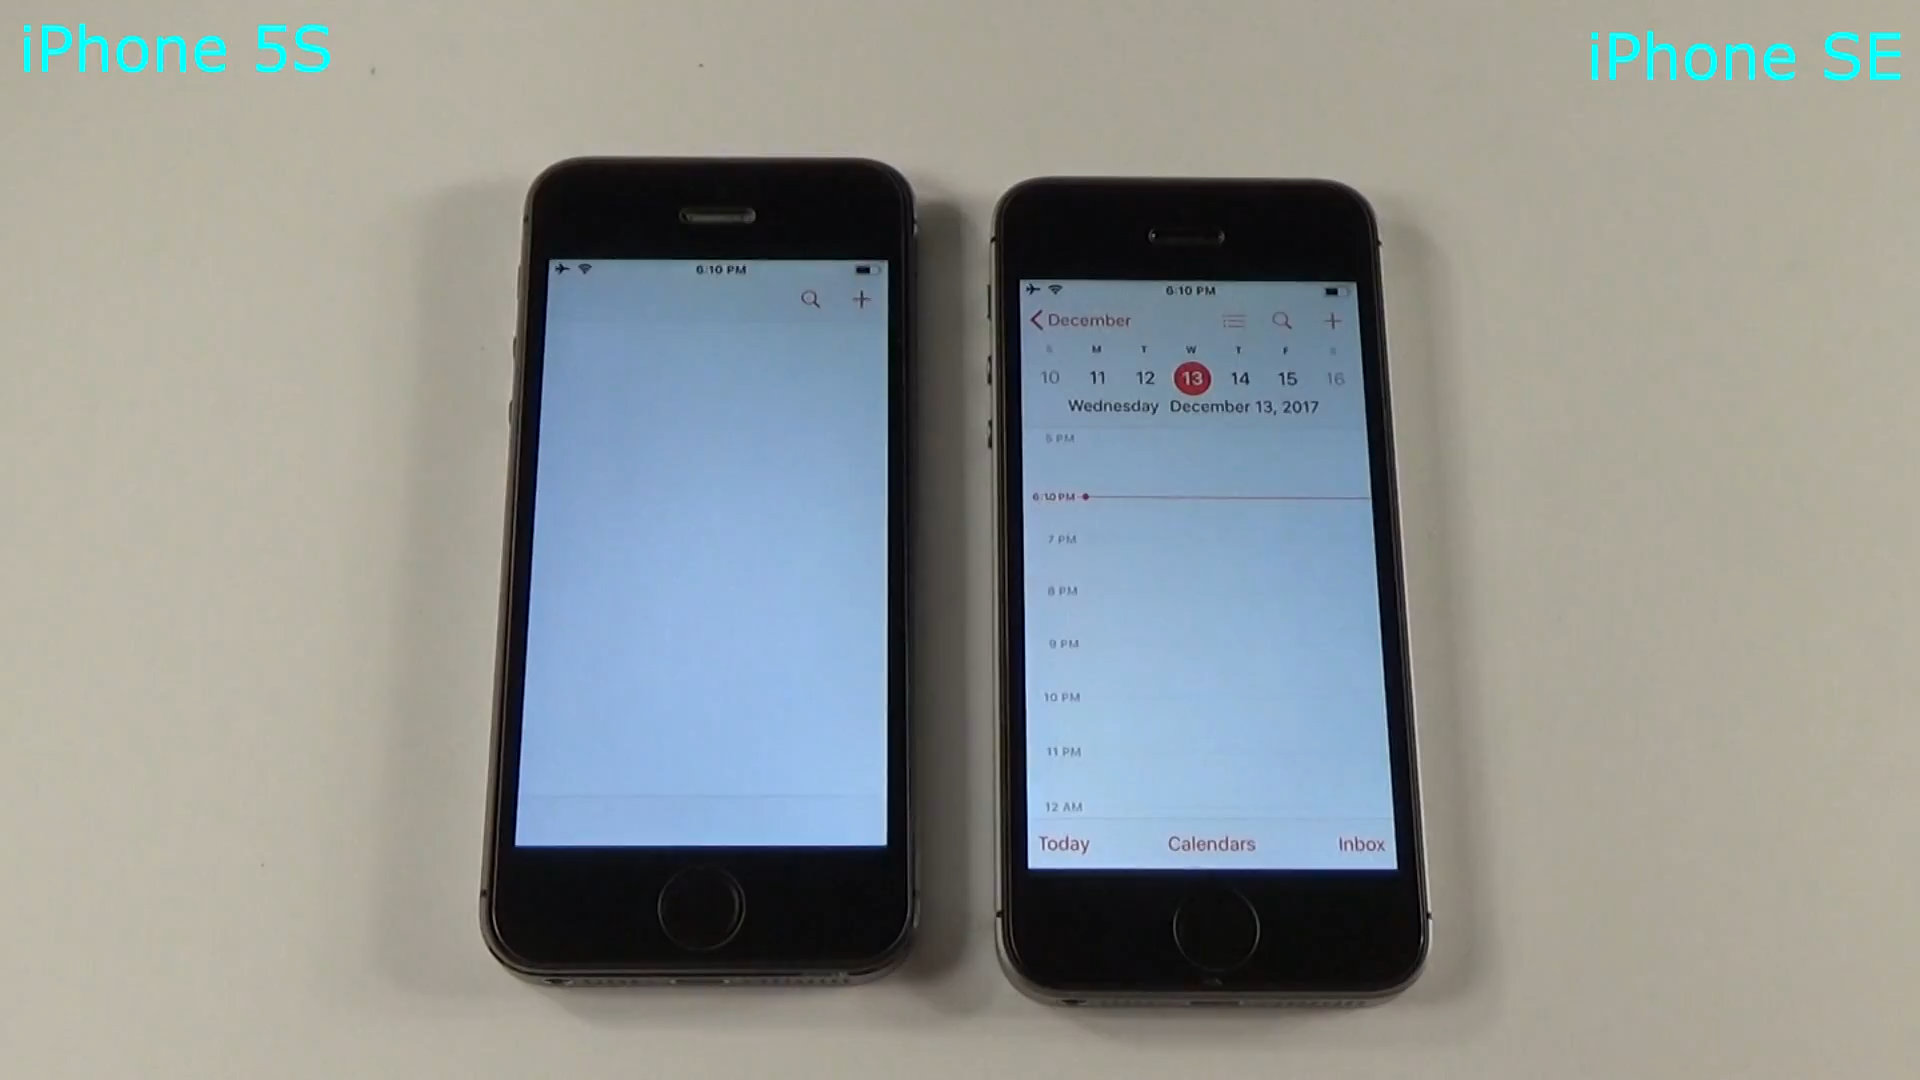 iPhone 5S
iPhone SE
6:10 PM
6:10 PM
December
S M T W T F S
10 11 12 13 14 15 16
Wednesday December 13, 2017
5 PM
6:10 PM
7 PM
8 PM
9 PM
10 PM
11 PM
12 AM
Today Calendars Inbox